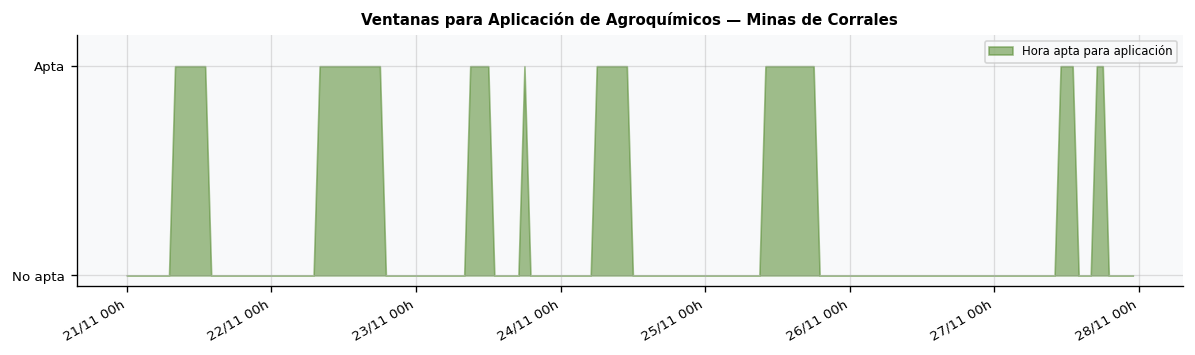 Ventanas para Aplicación de Agroquímicos — Minas de Corrales
Hora apta para aplicación
Apta
No apta
21/11 00h
22/11 00h
23/11 00h
24/11 00h
25/11 00h
26/11 00h
27/11 00h
28/11 00h